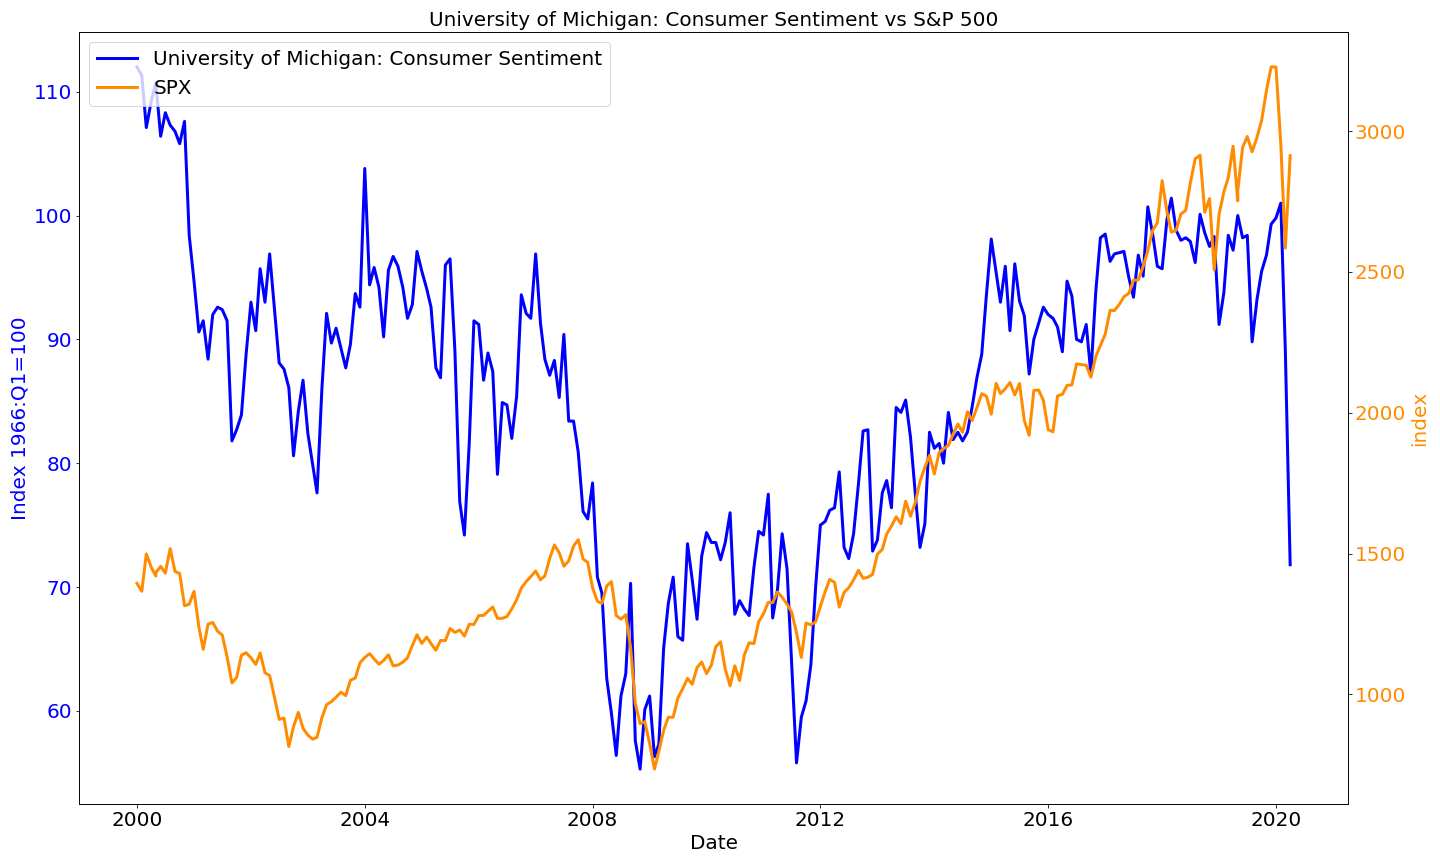 University of Michigan: Consumer Sentiment vs S&P 500
University of Michigan: Consumer Sentiment
SPX
110
100
90
80
70
60
Index 1966:Q1=100
3000
2500
2000
1500
1000
index
2000 2004 2008 2012 2016 2020
Date